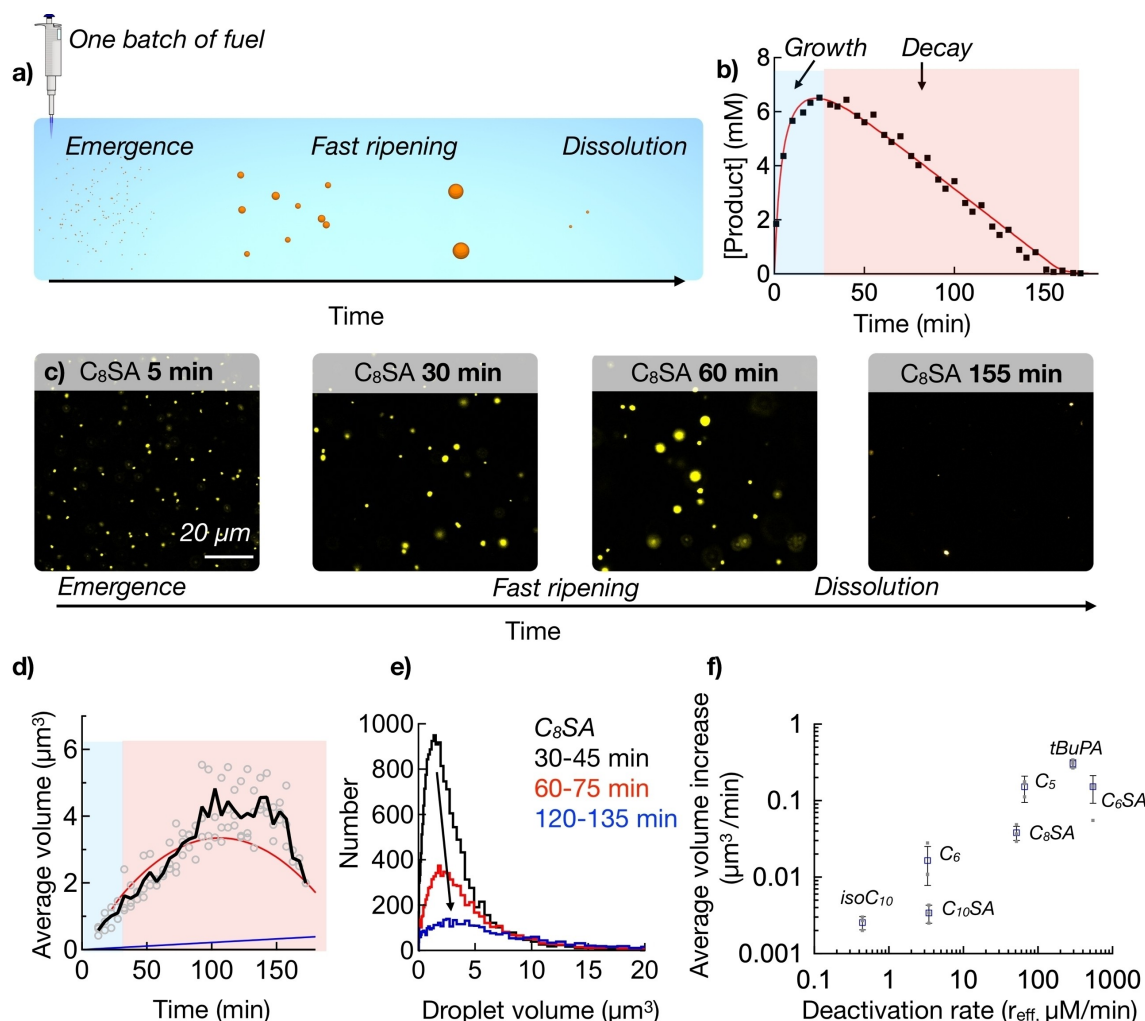 One batch of fuel
a)
Emergence Fast ripening Dissolution
Time
b)
Growth Decay
[Product] (mM)
8
6
4
2
0
0 50 100 150
Time (min)
c) C₈SA 5 min
C₈SA 30 min
C₈SA 60 min
C₈SA 155 min
20 µm
Emergence Fast ripening Dissolution
Time
d)
Average volume (µm³)
6
4
2
0
0 50 100 150
Time (min)
e)
Number
1000
800
600
400
200
0
0 5 10 15 20
Droplet volume (µm³)
C₈SA
30-45 min
60-75 min
120-135 min
f)
Average volume increase
(µm³ /min)
1
0.1
0.01
0.001
0.1 1 10 100 1000
Deactivation rate (r_eff, µM/min)
tBuPA
C₅
C₆SA
C₈SA
C₆
isoC₁₀
C₁₀SA